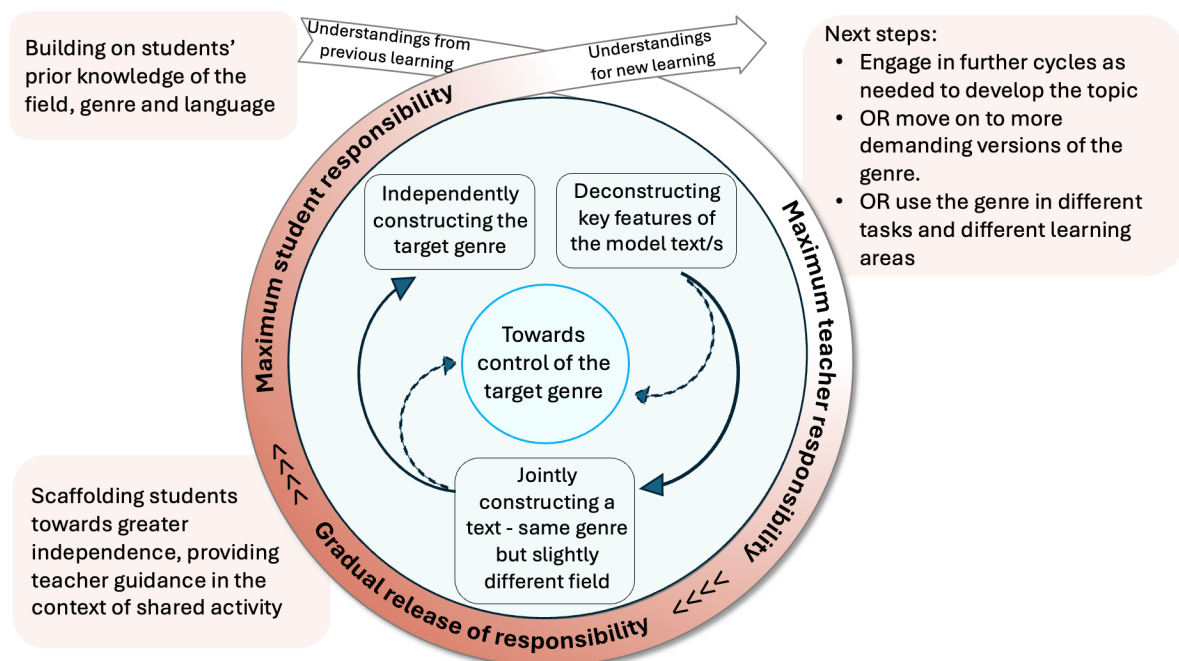 Building on students’
prior knowledge of the
field, genre and language
Understandings from
previous learning
Understandings
for new learning
Next steps:
• Engage in further cycles as
needed to develop the topic
• OR move on to more
demanding versions of the
genre.
• OR use the genre in different
tasks and different learning
areas
Maximum student responsibility
Maximum teacher responsibility
Independently
constructing the
target genre
Deconstructing
key features of
the model text/s
Towards
control of the
target genre
Jointly
constructing a
text - same genre
but slightly
different field
Scaffolding students
towards greater
independence, providing
teacher guidance in the
context of shared activity
>>>>
Gradual release of responsibility
<<<<